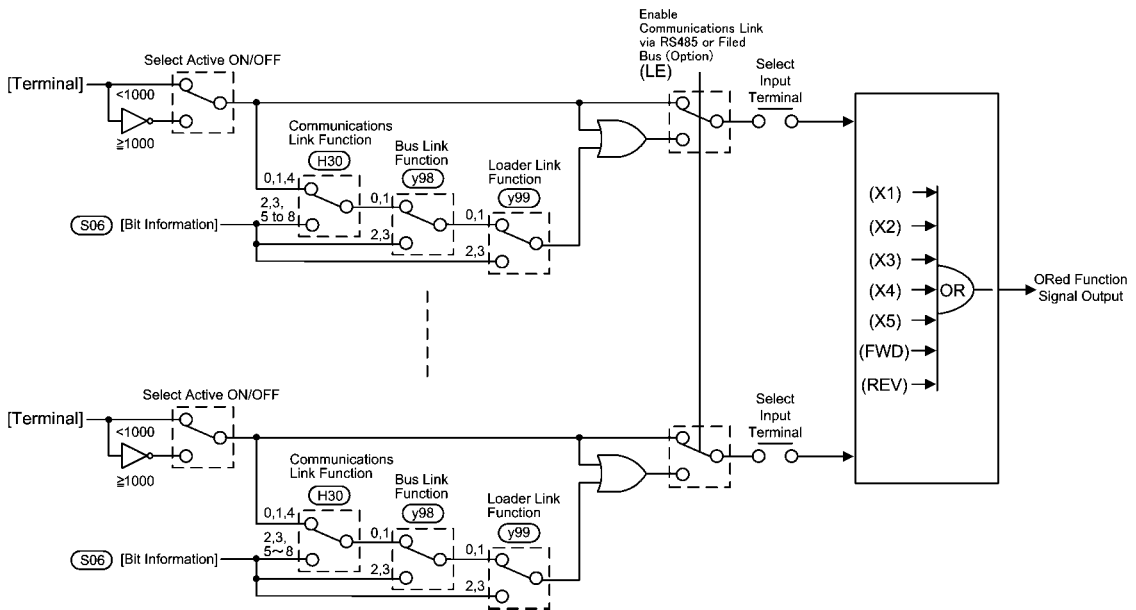 Enable
Communications Link
via RS485 or Filed
Bus (Option)
(LE)
Select Active ON/OFF
[Terminal]
<1000
≧1000
Select
Input
Terminal
Communications
Link Function
H30
Bus Link
Function
y98
Loader Link
Function
y99
0,1,4
2,3,
5 to 8
0,1
2,3
0,1
2,3
S06 [Bit Information]
(X1)
(X2)
(X3)
(X4)
(X5)
(FWD)
(REV)
OR
ORed Function
Signal Output
Select Active ON/OFF
[Terminal]
<1000
≧1000
Select
Input
Terminal
Communications
Link Function
H30
Bus Link
Function
y98
Loader Link
Function
y99
0,1,4
2,3,
5～8
0,1
2,3
0,1
2,3
S06 [Bit Information]